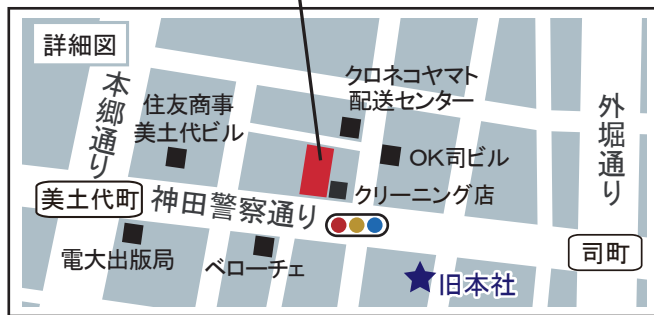 詳細図
本郷通り
住友商事
美土代ビル
クロネコヤマト
配送センター
外堀通り
OK司ビル
クリーニング店
美土代町
神田警察通り
電大出版局
ベローチェ
旧本社
司町